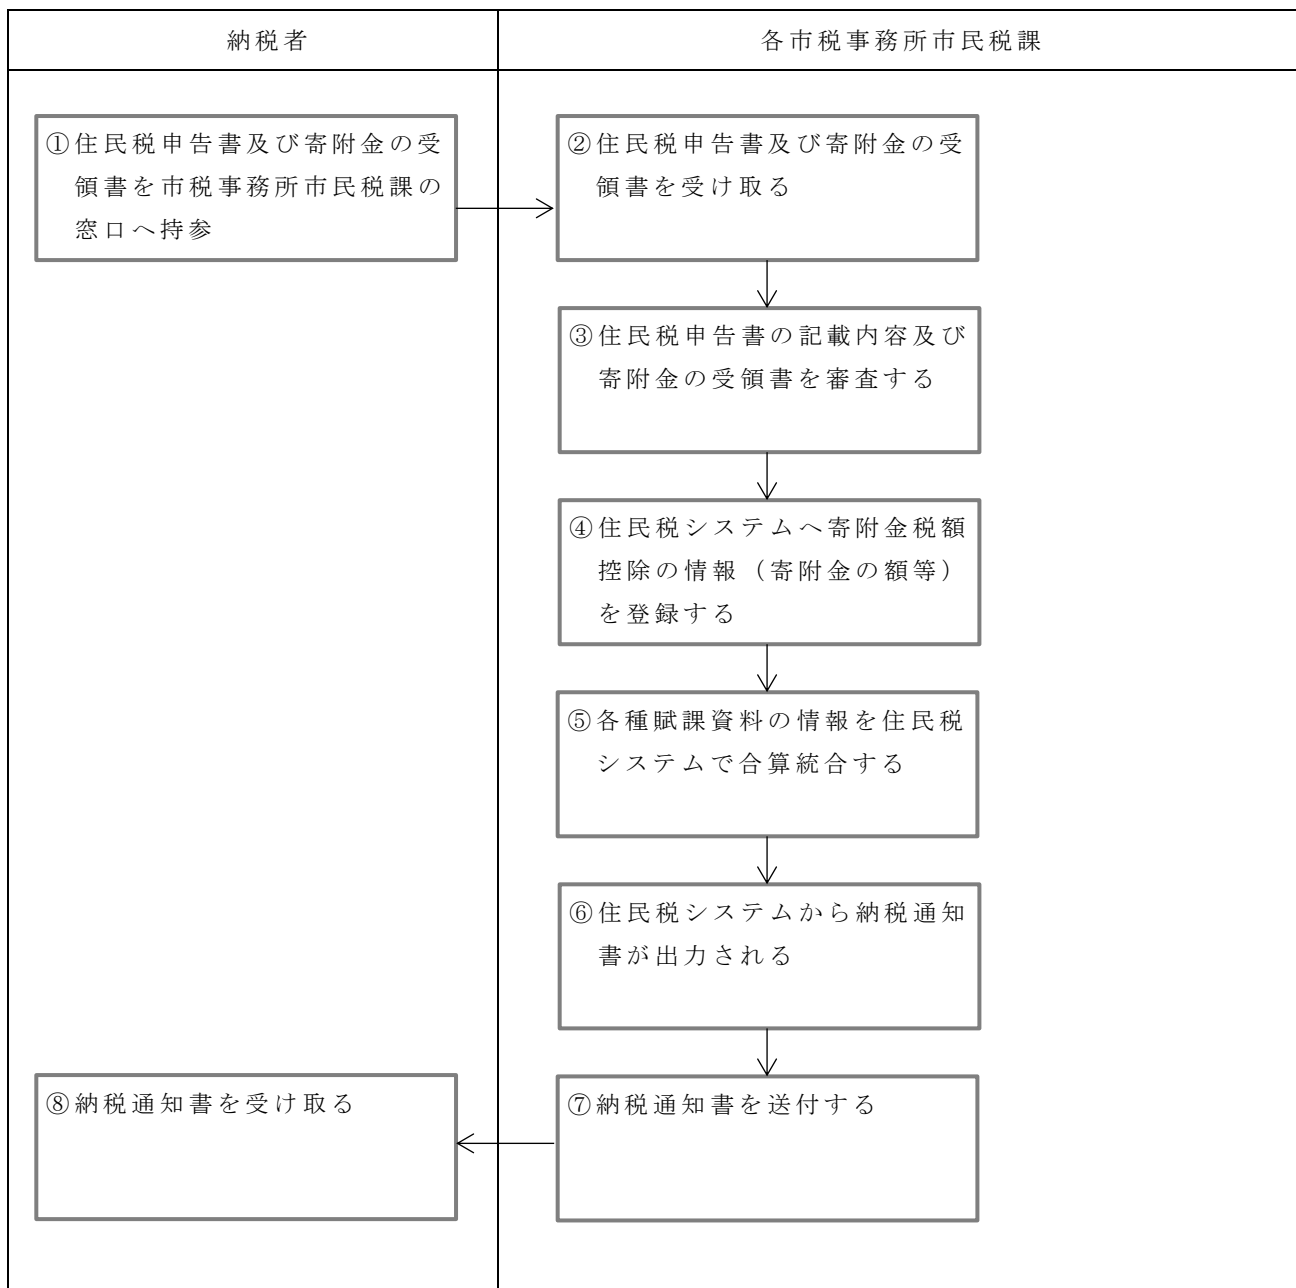 納税者
各市税事務所市民税課
①住民税申告書及び寄附金の受
領書を市税事務所市民税課の
窓口へ持参
②住民税申告書及び寄附金の受
領書を受け取る
③住民税申告書の記載内容及び
寄附金の受領書を審査する
④住民税システムへ寄附金税額
控除の情報（寄附金の額等）
を登録する
⑤各種賦課資料の情報を住民税
システムで合算統合する
⑥住民税システムから納税通知
書が出力される
⑦納税通知書を送付する
⑧納税通知書を受け取る